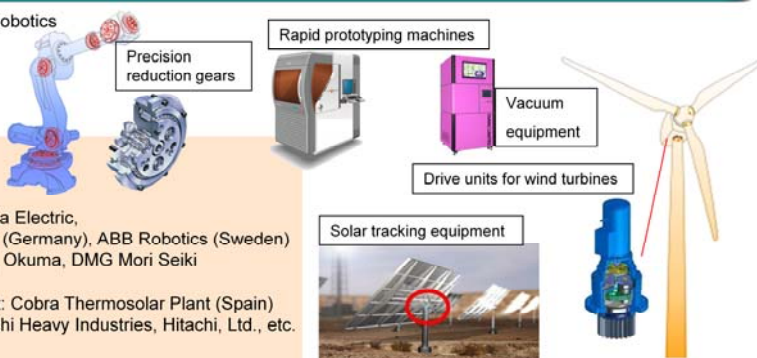 obotics
Precision
reduction gears
Rapid prototyping machines
Vacuum
equipment
Drive units for wind turbines
Solar tracking equipment
a Electric,
(Germany), ABB Robotics (Sweden)
Okuma, DMG Mori Seiki
: Cobra Thermosolar Plant (Spain)
hi Heavy Industries, Hitachi, Ltd., etc.